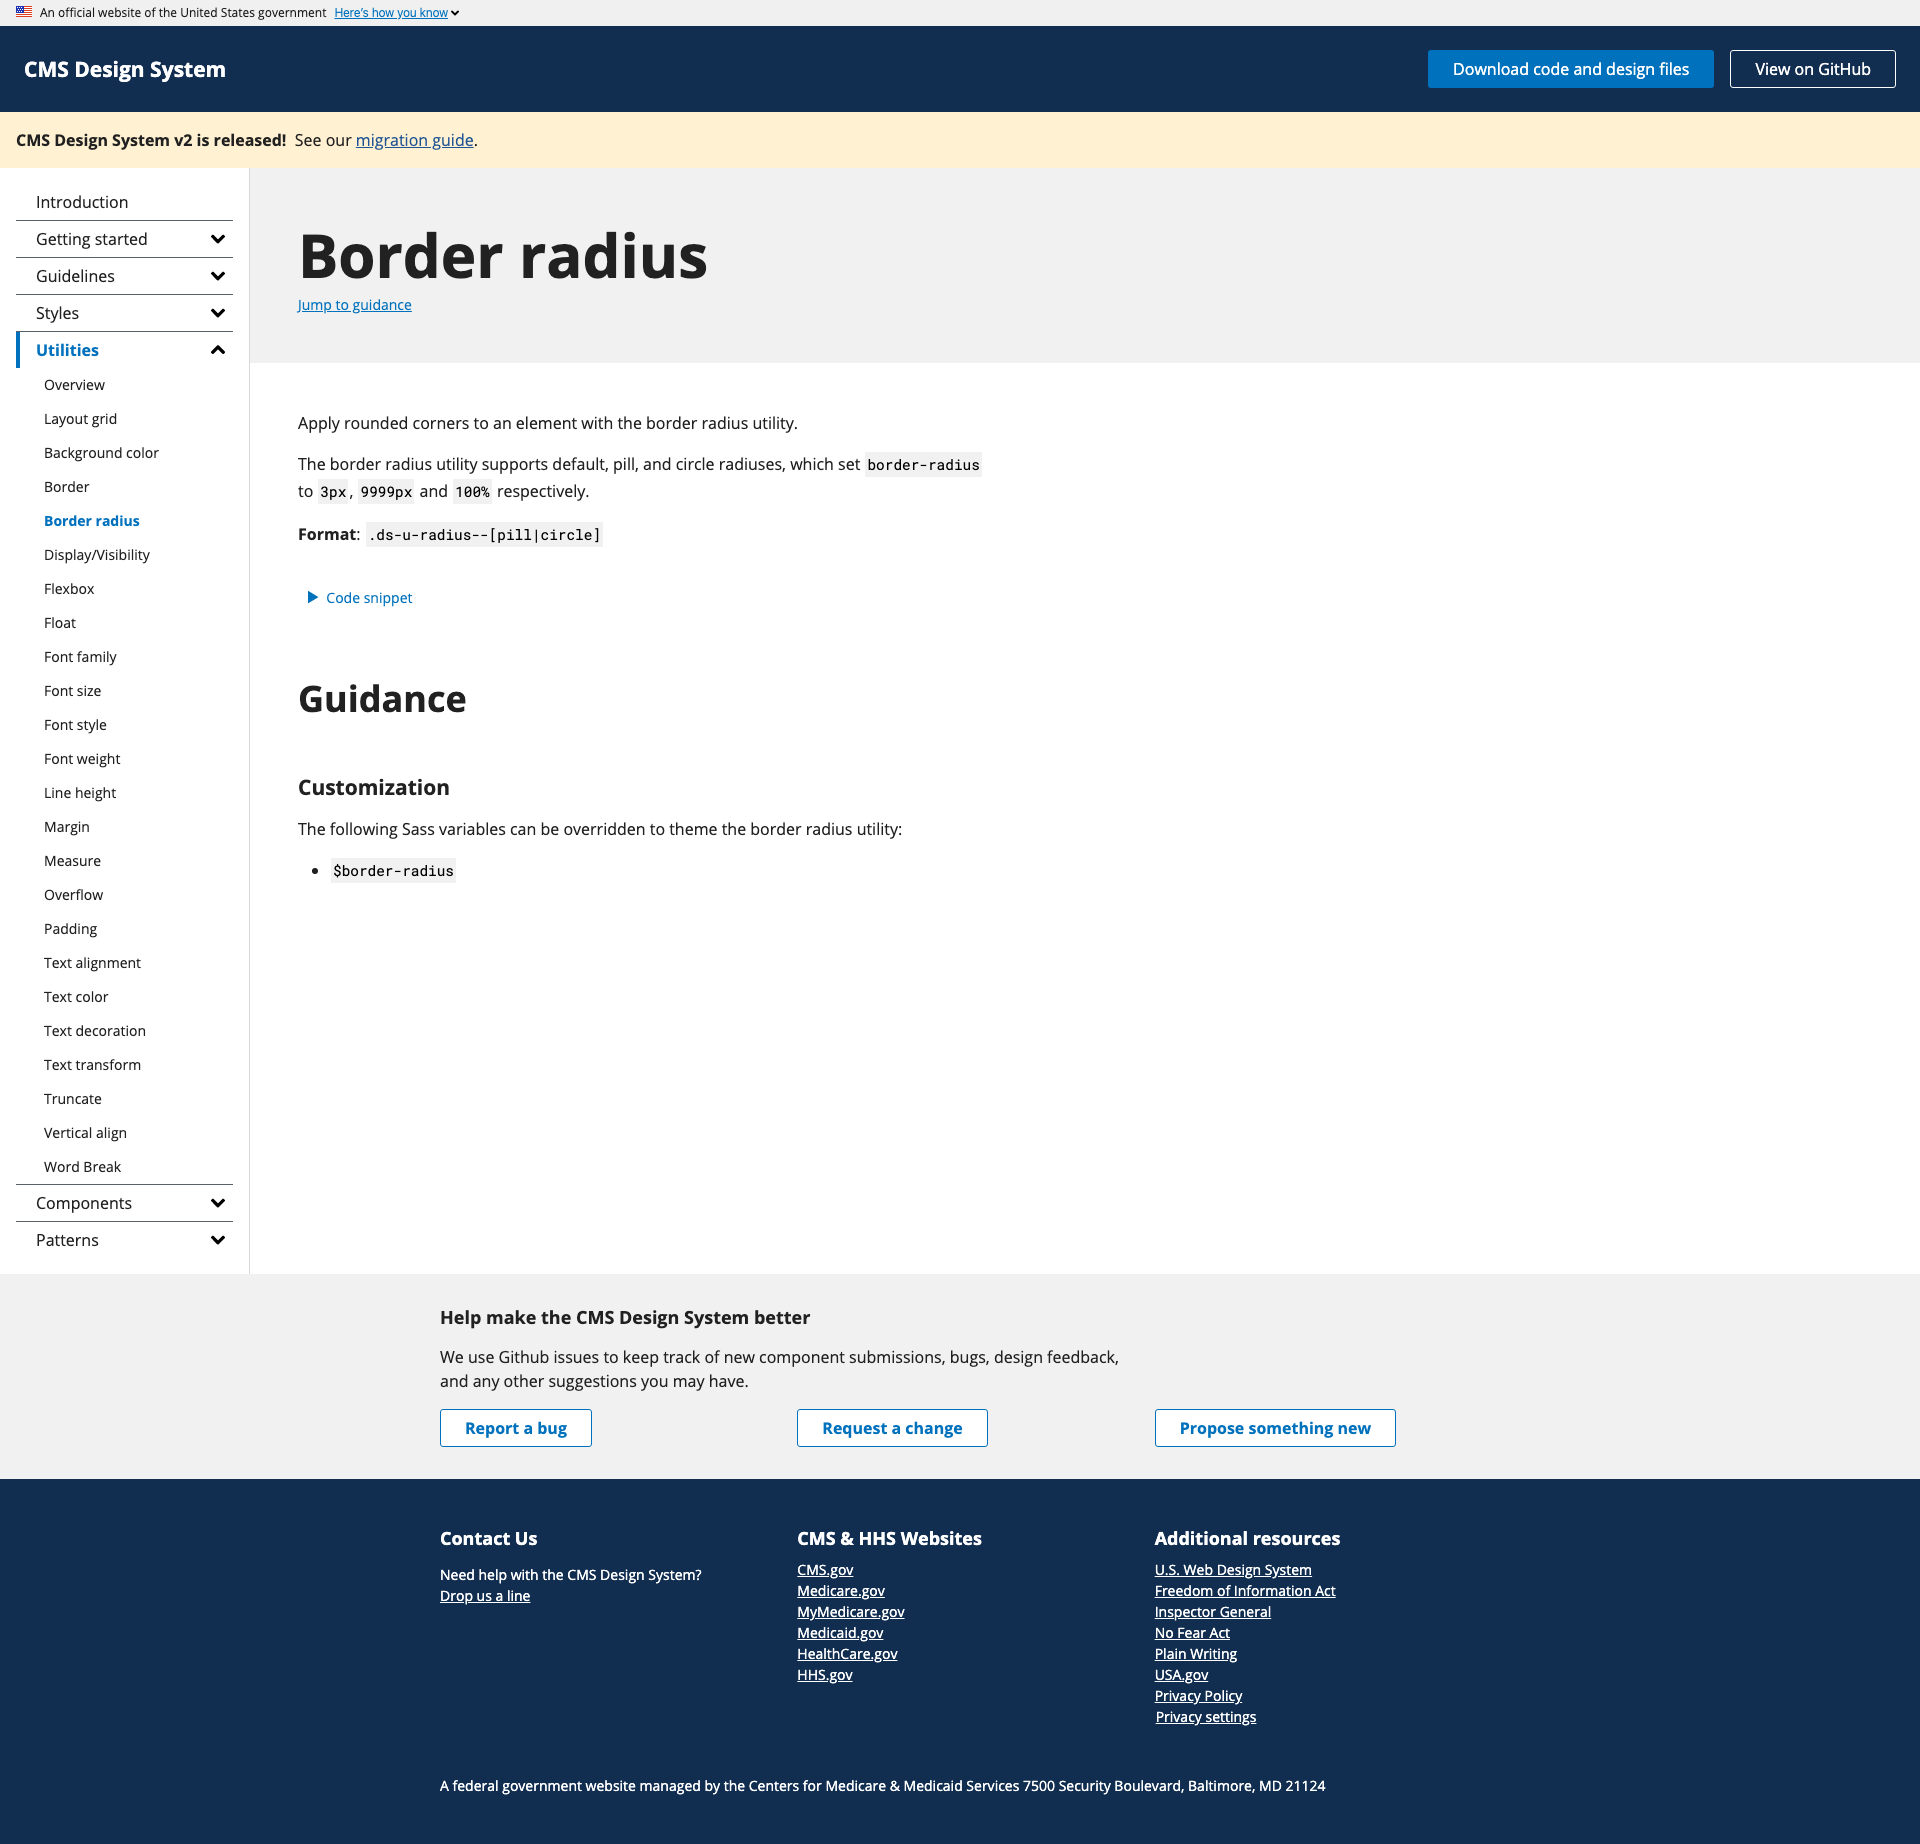 An official website of the United States government Here's how you know
CMS Design System
Download code and design files
View on GitHub
CMS Design System v2 is released! See our migration guide.
Introduction
Getting started
Guidelines
Styles
Utilities
Overview
Layout grid
Background color
Border
Border radius
Display/Visibility
Flexbox
Float
Font family
Font size
Font style
Font weight
Line height
Margin
Measure
Overflow
Padding
Text alignment
Text color
Text decoration
Text transform
Truncate
Vertical align
Word Break
Components
Patterns
Border radius
Jump to guidance
Apply rounded corners to an element with the border radius utility.
The border radius utility supports default, pill, and circle radiuses, which set border-radius
to 3px, 9999px and 100% respectively.
Format: .ds-u-radius--[pill|circle]
Code snippet
Guidance
Customization
The following Sass variables can be overridden to theme the border radius utility:
• $border-radius
Help make the CMS Design System better
We use Github issues to keep track of new component submissions, bugs, design feedback,
and any other suggestions you may have.
Report a bug
Request a change
Propose something new
Contact Us
Need help with the CMS Design System?
Drop us a line
CMS & HHS Websites
CMS.gov
Medicare.gov
MyMedicare.gov
Medicaid.gov
HealthCare.gov
HHS.gov
Additional resources
U.S. Web Design System
Freedom of Information Act
Inspector General
No Fear Act
Plain Writing
USA.gov
Privacy Policy
Privacy settings
A federal government website managed by the Centers for Medicare & Medicaid Services 7500 Security Boulevard, Baltimore, MD 21124